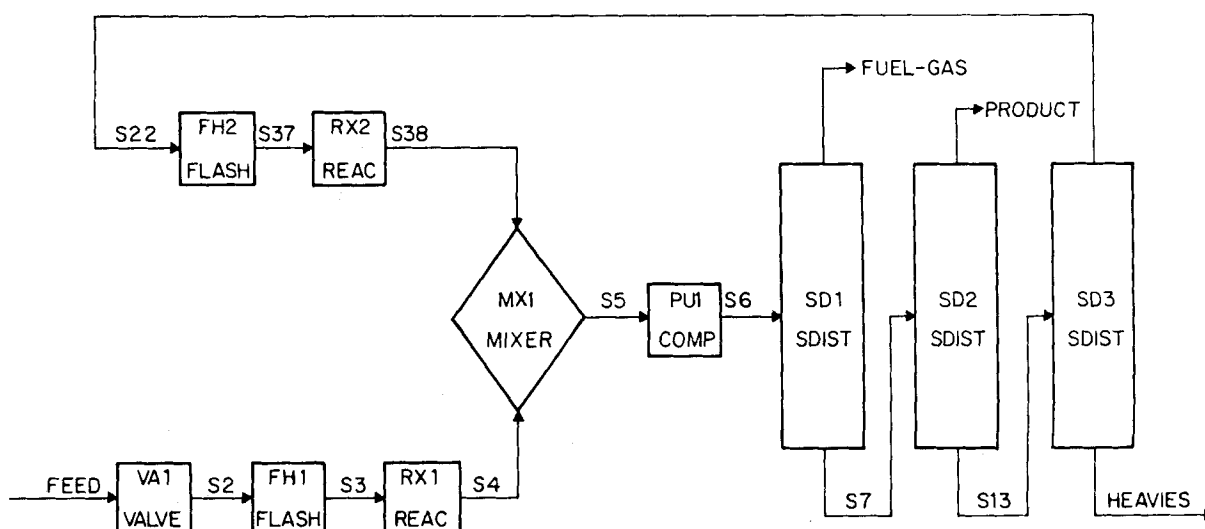 FUEL-GAS
PRODUCT
S22
FH2
FLASH
S37
RX2
REAC
S38
MX1
MIXER
S5
PU1
COMP
S6
SD1
SDIST
SD2
SDIST
SD3
SDIST
FEED
VA1
VALVE
S2
FH1
FLASH
S3
RX1
REAC
S4
S7
S13
HEAVIES